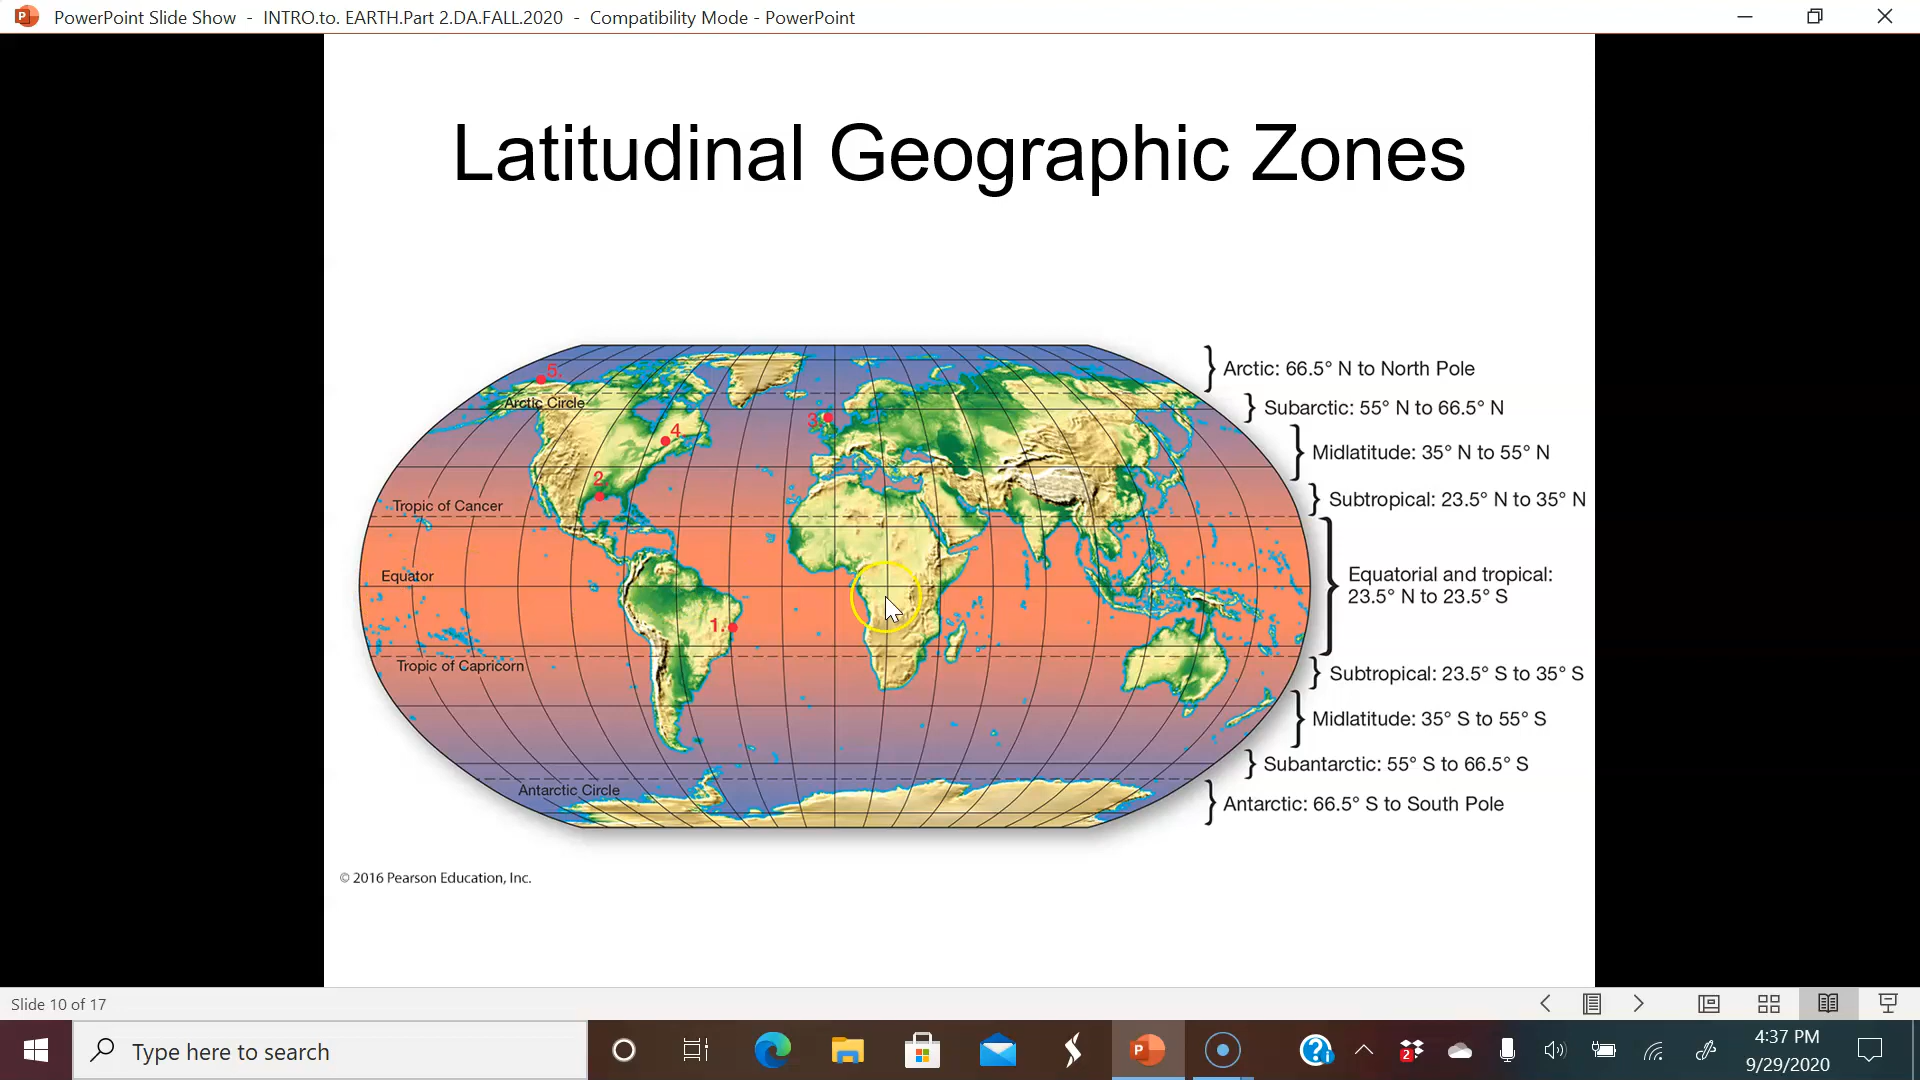 PowerPoint Slide Show - INTRO.to. EARTH.Part 2.DA.FALL.2020 - Compatibility Mode - PowerPoint
Latitudinal Geographic Zones
5.
Arctic Circle
3.
4
2
Tropic of Cancer
Equator
1.
Tropic of Capricorn
Antarctic Circle
Arctic: 66.5° N to North Pole
Subarctic: 55° N to 66.5° N
Midlatitude: 35° N to 55° N
Subtropical: 23.5° N to 35° N
Equatorial and tropical:
23.5° N to 23.5° S
Subtropical: 23.5° S to 35° S
Midlatitude: 35° S to 55° S
Subantarctic: 55° S to 66.5° S
Antarctic: 66.5° S to South Pole
© 2016 Pearson Education, Inc.
Slide 10 of 17
Type here to search
P
2
4:37 PM
9/29/2020